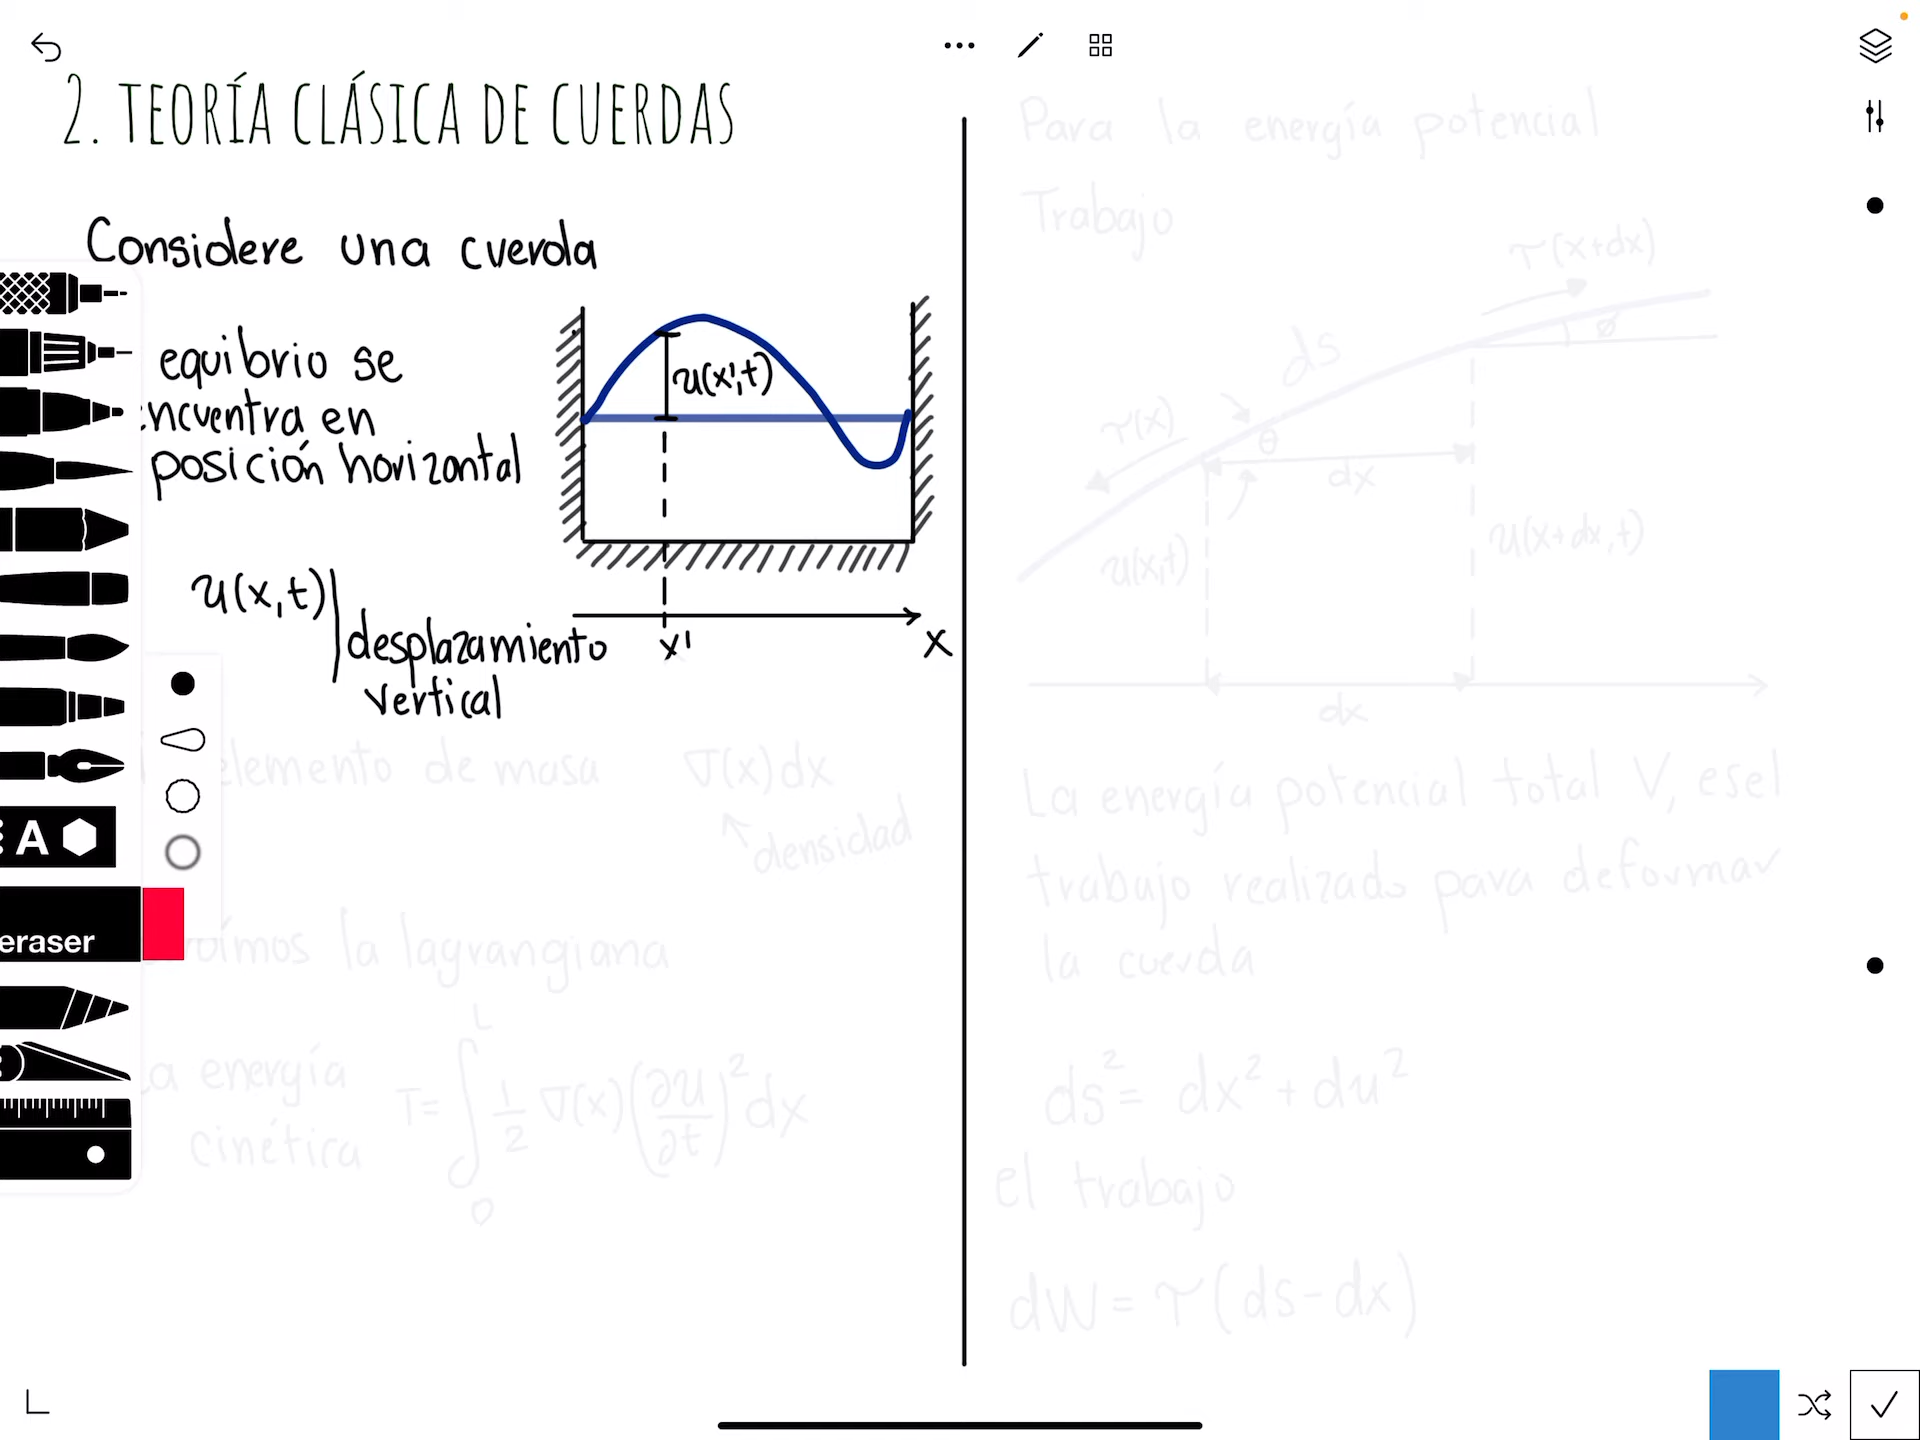 2. TEORÍA CLÁSICA DE CUERDAS
Considere una cuerda
equibrio se
encuentra en
posición horizontal
u(x',t)
u(x,t)
desplazamiento
vertical
x'
x
elemento de masa σ(x)dx
densidad
la lagrangiana
La energía
cinética
T= ∫₀ᴸ 1/2 σ(x)(∂u/∂t)² dx
A
eraser
Para la energía potencial
Trabajo
τ(x+dx)
ds
ø
τ(x)
θ
dx
u(x,t)
u(x+dx,t)
dx
La energía potencial total V, es el
trabajo realizado para deformar
la cuerda
ds² = dx² + du²
el trabajo
dW = τ(ds-dx)